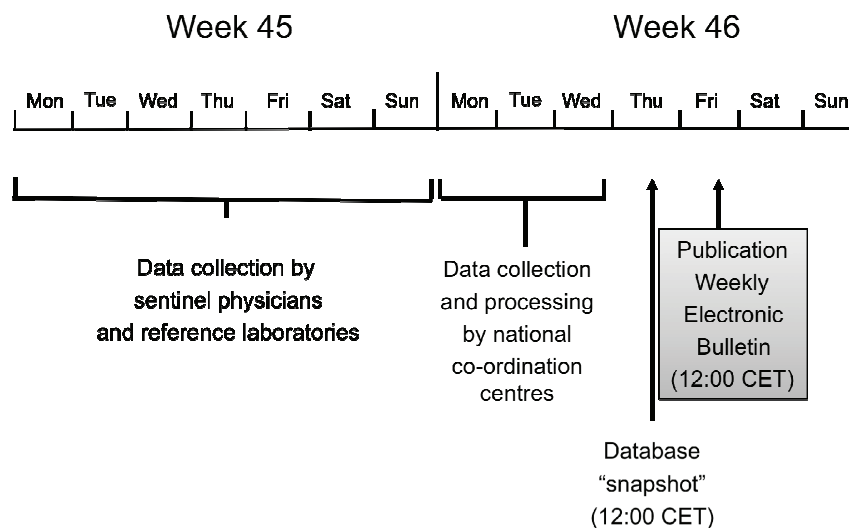 Week 45
Week 46
Mon Tue Wed Thu Fri Sat Sun Mon Tue Wed Thu Fri Sat Sun
Data collection by
sentinel physicians
and reference laboratories
Data collection
and processing
by national
co-ordination
centres
Publication
Weekly
Electronic
Bulletin
(12:00 CET)
Database
“snapshot”
(12:00 CET)